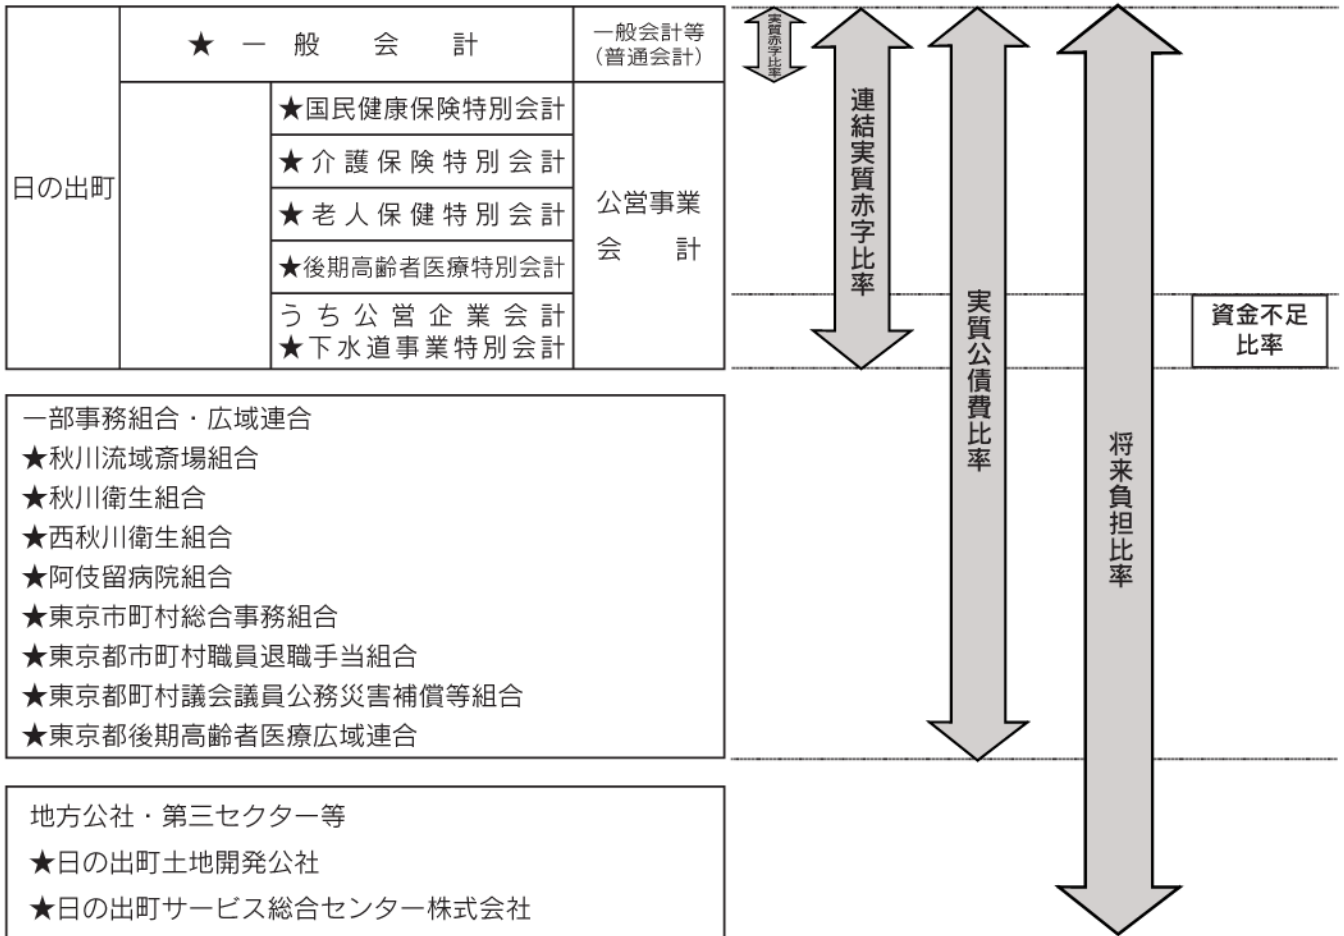 日の出町
★一般会計
一般会計等
（普通会計）
★国民健康保険特別会計
★介護保険特別会計
★老人保健特別会計
★後期高齢者医療特別会計
うち公営企業会計
★下水道事業特別会計
公営事業
会計
実質赤字比率
連結実質赤字比率
実質公債費比率
将来負担比率
資金不足
比率
一部事務組合・広域連合
★秋川流域斎場組合
★秋川衛生組合
★西秋川衛生組合
★阿伎留病院組合
★東京市町村総合事務組合
★東京都市町村職員退職手当組合
★東京都町村議会議員公務災害補償等組合
★東京都後期高齢者医療広域連合
地方公社・第三セクター等
★日の出町土地開発公社
★日の出町サービス総合センター株式会社